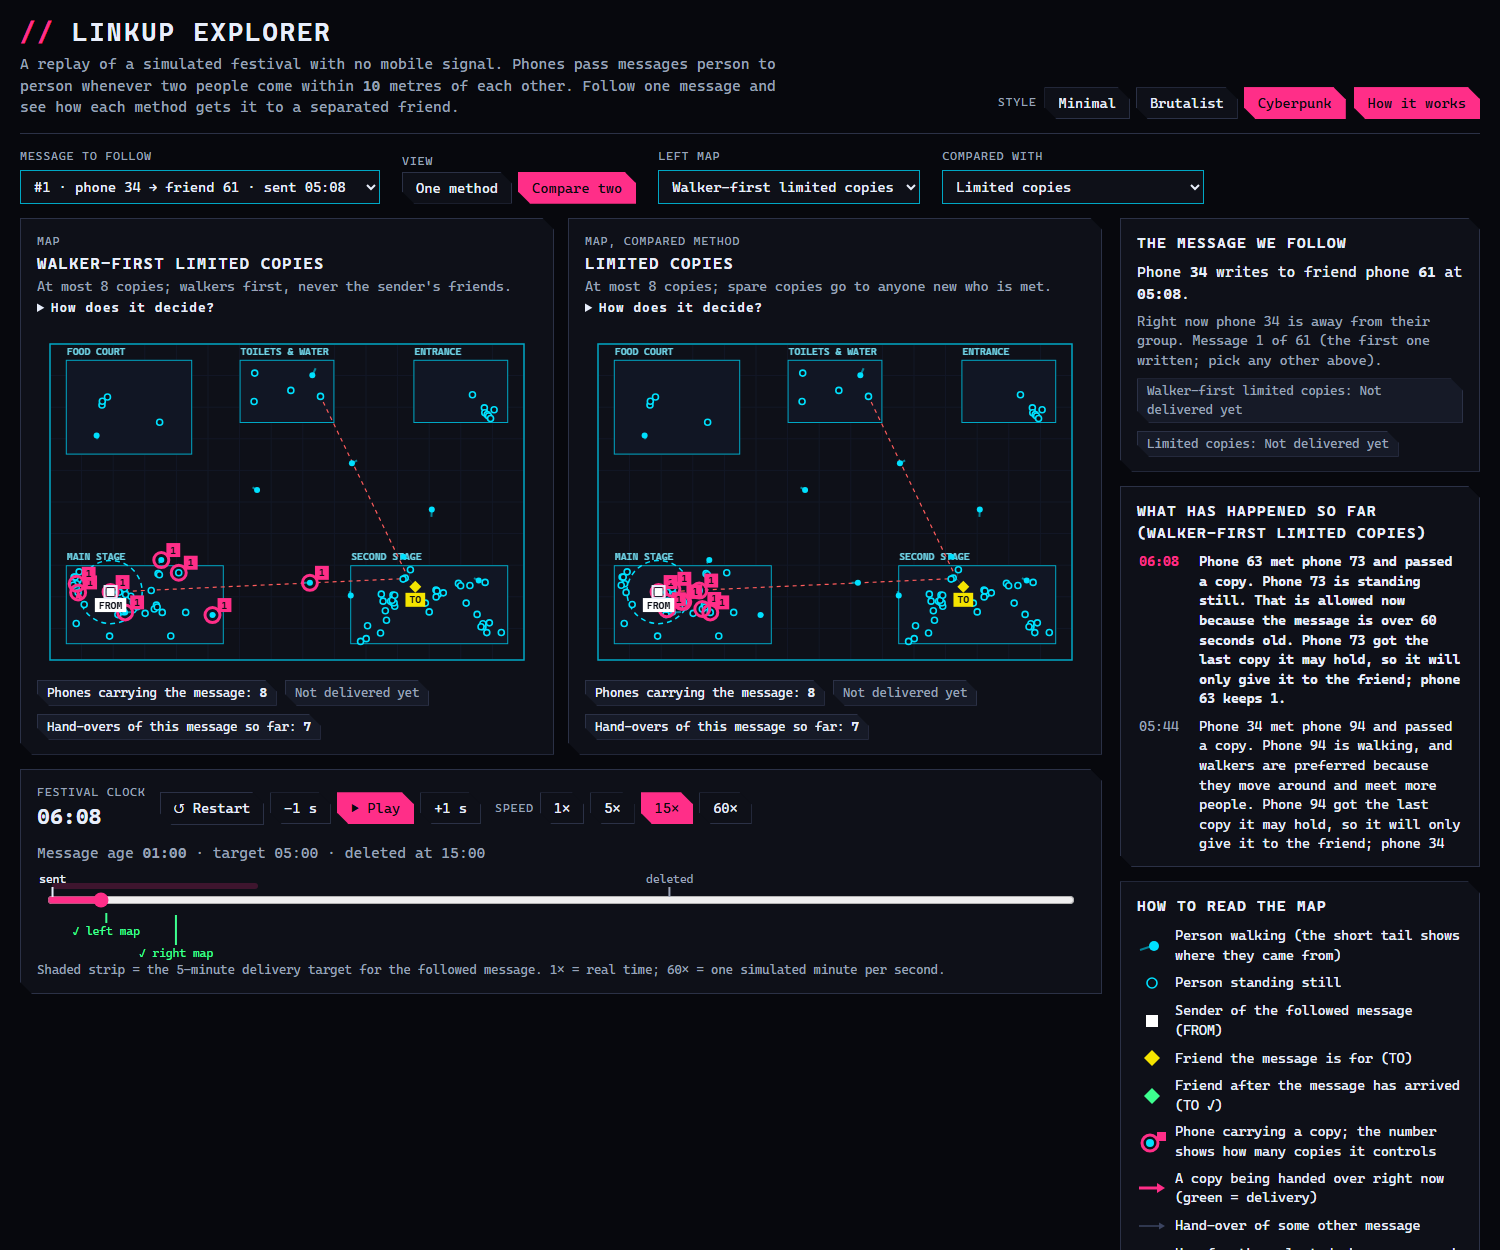 // LINKUP EXPLORER
A replay of a simulated festival with no mobile signal. Phones pass messages person to
person whenever two people come within 10 metres of each other. Follow one message and
see how each method gets it to a separated friend.
STYLE Minimal Brutalist Cyberpunk How it works
MESSAGE TO FOLLOW
#1 · phone 34 → friend 61 · sent 05:08
VIEW
One method Compare two
LEFT MAP
Walker-first limited copies
COMPARED WITH
Limited copies
MAP
WALKER-FIRST LIMITED COPIES
At most 8 copies; walkers first, never the sender's friends.
▶ How does it decide?
FOOD COURT
TOILETS & WATER
ENTRANCE
MAIN STAGE
SECOND STAGE
1
1
1
1
1
1
1
1
FROM
TO
Phones carrying the message: 8
Not delivered yet
Hand-overs of this message so far: 7
MAP, COMPARED METHOD
LIMITED COPIES
At most 8 copies; spare copies go to anyone new who is met.
▶ How does it decide?
FOOD COURT
TOILETS & WATER
ENTRANCE
MAIN STAGE
SECOND STAGE
1
1
1
1
1
FROM
TO
Phones carrying the message: 8
Not delivered yet
Hand-overs of this message so far: 7
FESTIVAL CLOCK
06:08
↺ Restart −1 s ▶ Play +1 s SPEED 1× 5× 15× 60×
Message age 01:00 · target 05:00 · deleted at 15:00
sent
deleted
✓ left map
✓ right map
Shaded strip = the 5-minute delivery target for the followed message. 1× = real time; 60× = one simulated minute per second.
THE MESSAGE WE FOLLOW
Phone 34 writes to friend phone 61 at
05:08.
Right now phone 34 is away from their
group. Message 1 of 61 (the first one
written; pick any other above).
Walker-first limited copies: Not
delivered yet
Limited copies: Not delivered yet
WHAT HAS HAPPENED SO FAR
(WALKER-FIRST LIMITED COPIES)
06:08 Phone 63 met phone 73 and passed
a copy. Phone 73 is standing
still. That is allowed now
because the message is over 60
seconds old. Phone 73 got the
last copy it may hold, so it will
only give it to the friend; phone
63 keeps 1.
05:44 Phone 34 met phone 94 and passed
a copy. Phone 94 is walking, and
walkers are preferred because
they move around and meet more
people. Phone 94 got the last
copy it may hold, so it will only
give it to the friend; phone 34
HOW TO READ THE MAP
Person walking (the short tail shows
where they came from)
Person standing still
Sender of the followed message
(FROM)
Friend the message is for (TO)
Friend after the message has arrived
(TO ✓)
Phone carrying a copy; the number
shows how many copies it controls
A copy being handed over right now
(green = delivery)
Hand-over of some other message